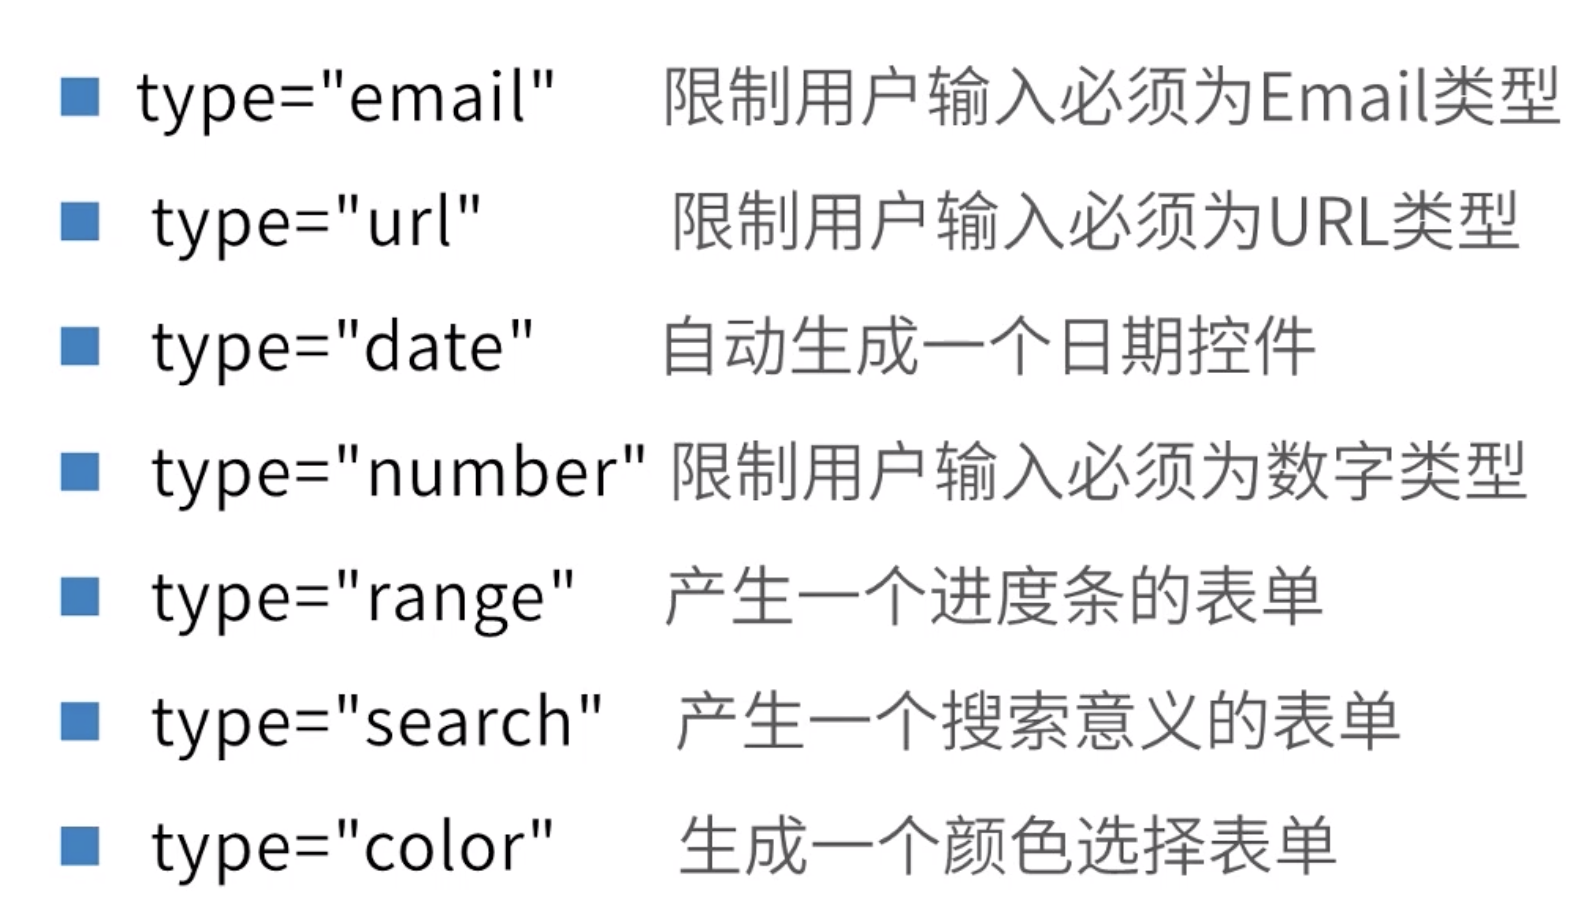 type="email" 限制用户输入必须为Email类型
type="url" 限制用户输入必须为URL类型
type="date" 自动生成一个日期控件
type="number" 限制用户输入必须为数字类型
type="range" 产生一个进度条的表单
type="search" 产生一个搜索意义的表单
type="color" 生成一个颜色选择表单